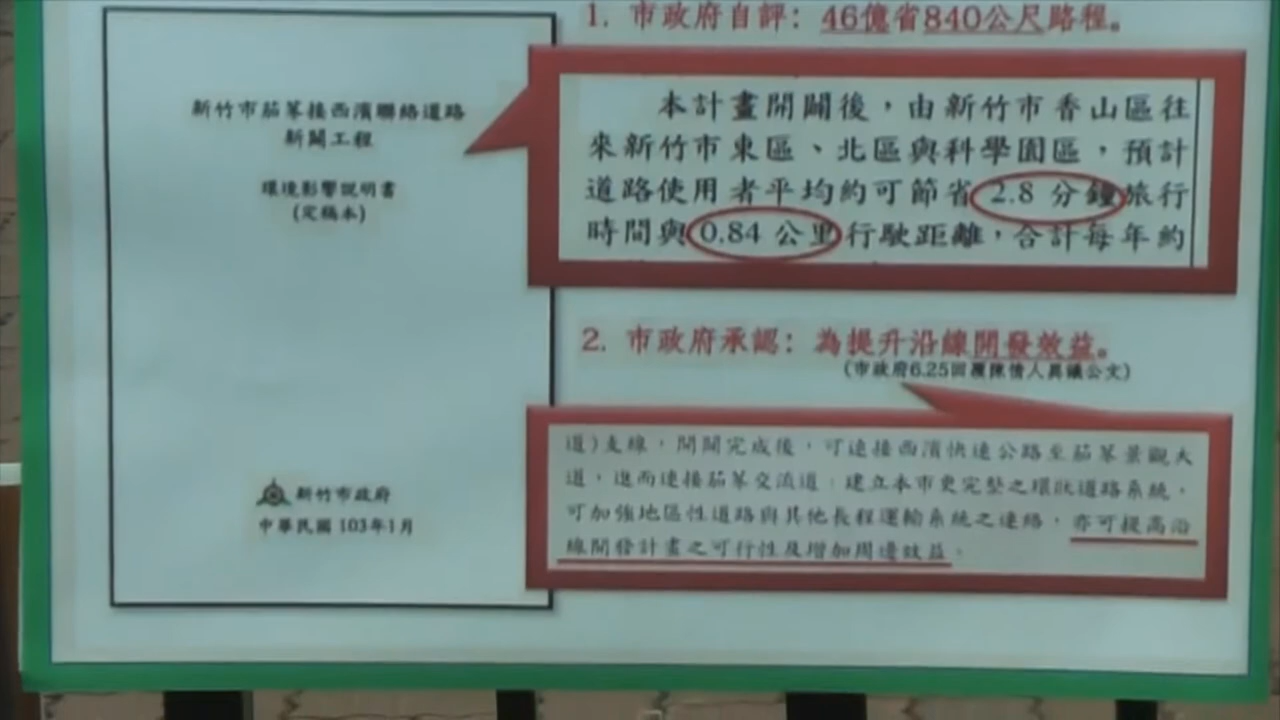 新竹市茄苳接西濱聯絡道路
新闢工程
環境影響說明書
(定稿本)
新竹市政府
中華民國 103年1月
1. 市政府自評：46億省840公尺路程。
本計畫開闢後，由新竹市香山區往
來新竹市東區、北區與科學園區，預計
道路使用者平均約可節省 2.8 分鐘旅行
時間與 0.84 公里行駛距離，合計每年約
2. 市政府承認：為提升沿線開發效益。
(市政府6.25回覆陳情人異議公文)
道)支線，開闢完成後，可連接西濱快速公路至茄苳景觀大
道，進而連接茄苳交流道，建立本市更完整之環狀道路系統，
可加強地區性道路與其他長程運輸系統之連絡，亦可提高沿
線開發計畫之可行性及增加周邊效益。